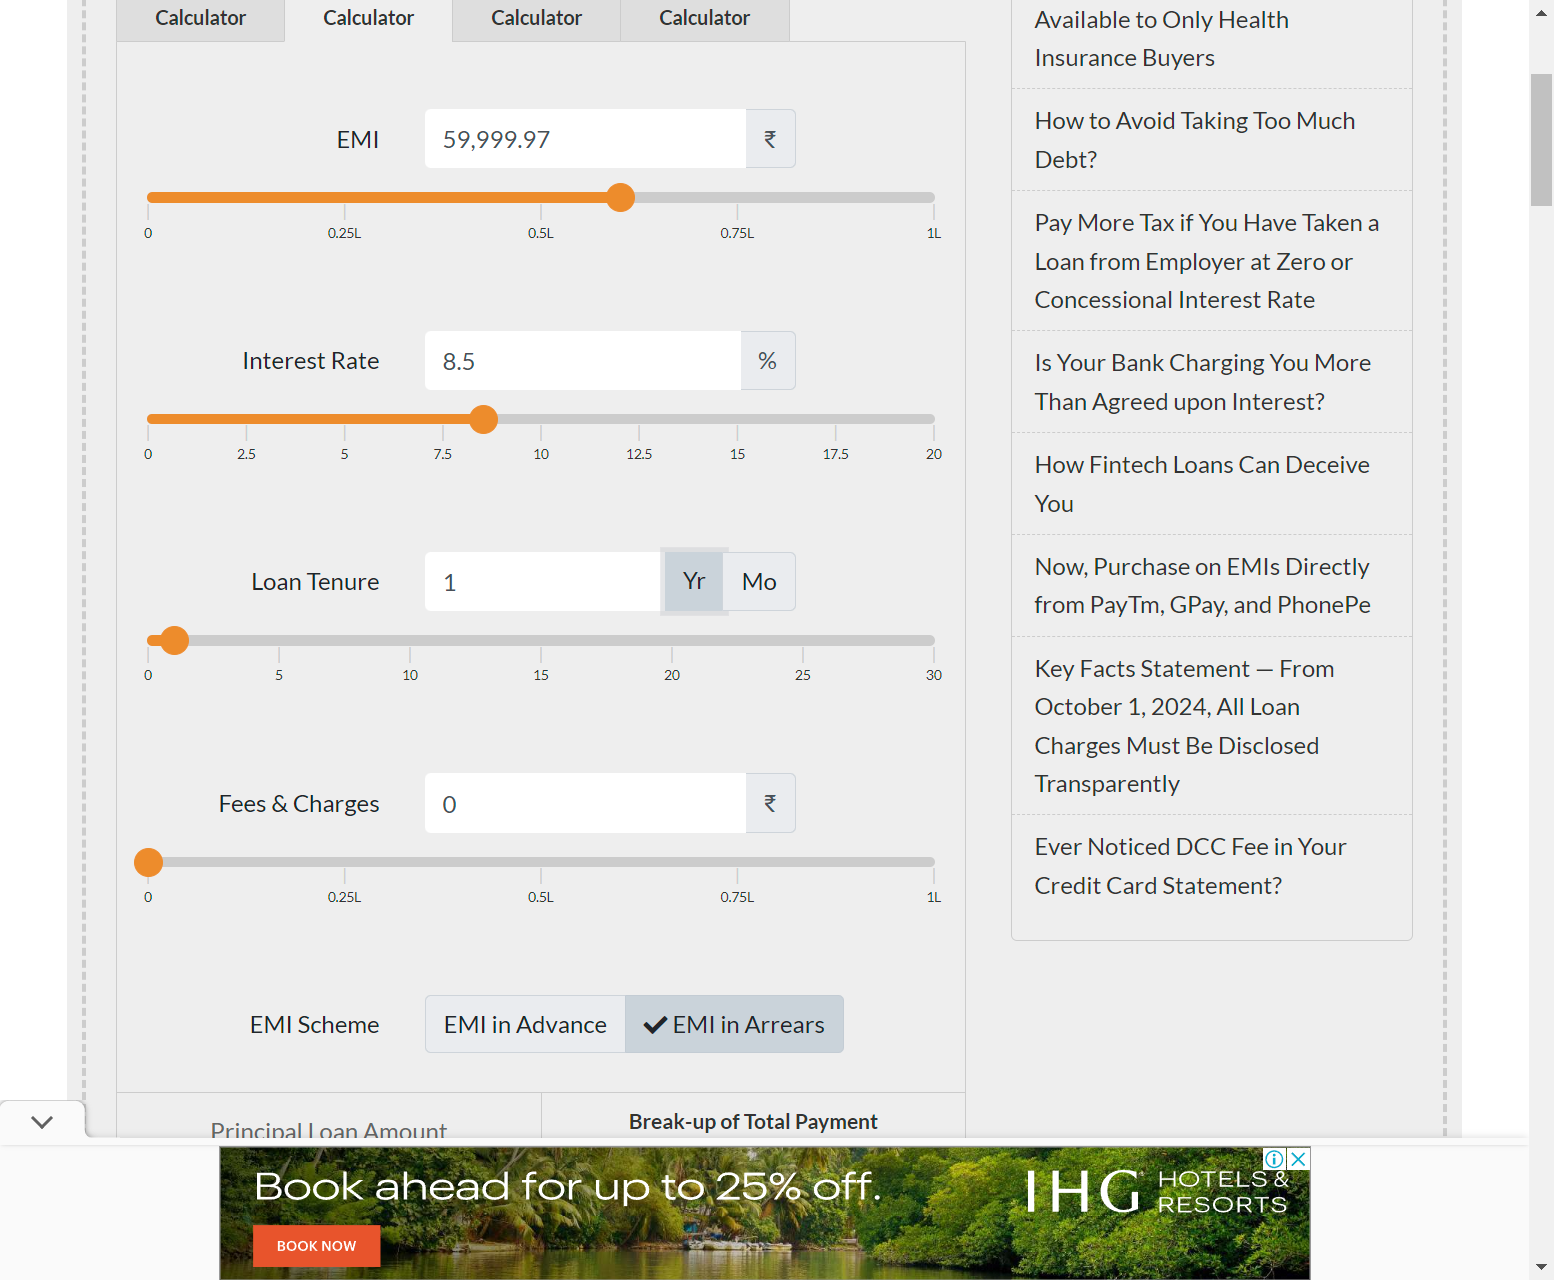 Calculator
Calculator
Calculator
Calculator
EMI
59,999.97
₹
0
0.25L
0.5L
0.75L
1L
Interest Rate
8.5
%
0
2.5
5
7.5
10
12.5
15
17.5
20
Loan Tenure
1
Yr
Mo
0
5
10
15
20
25
30
Fees & Charges
0
₹
0
0.25L
0.5L
0.75L
1L
EMI Scheme
EMI in Advance
EMI in Arrears
Principal Loan Amount
Break-up of Total Payment
Available to Only Health
Insurance Buyers
How to Avoid Taking Too Much
Debt?
Pay More Tax if You Have Taken a
Loan from Employer at Zero or
Concessional Interest Rate
Is Your Bank Charging You More
Than Agreed upon Interest?
How Fintech Loans Can Deceive
You
Now, Purchase on EMIs Directly
from PayTm, GPay, and PhonePe
Key Facts Statement — From
October 1, 2024, All Loan
Charges Must Be Disclosed
Transparently
Ever Noticed DCC Fee in Your
Credit Card Statement?
Book ahead for up to 25% off.
BOOK NOW
IHG HOTELS &
RESORTS